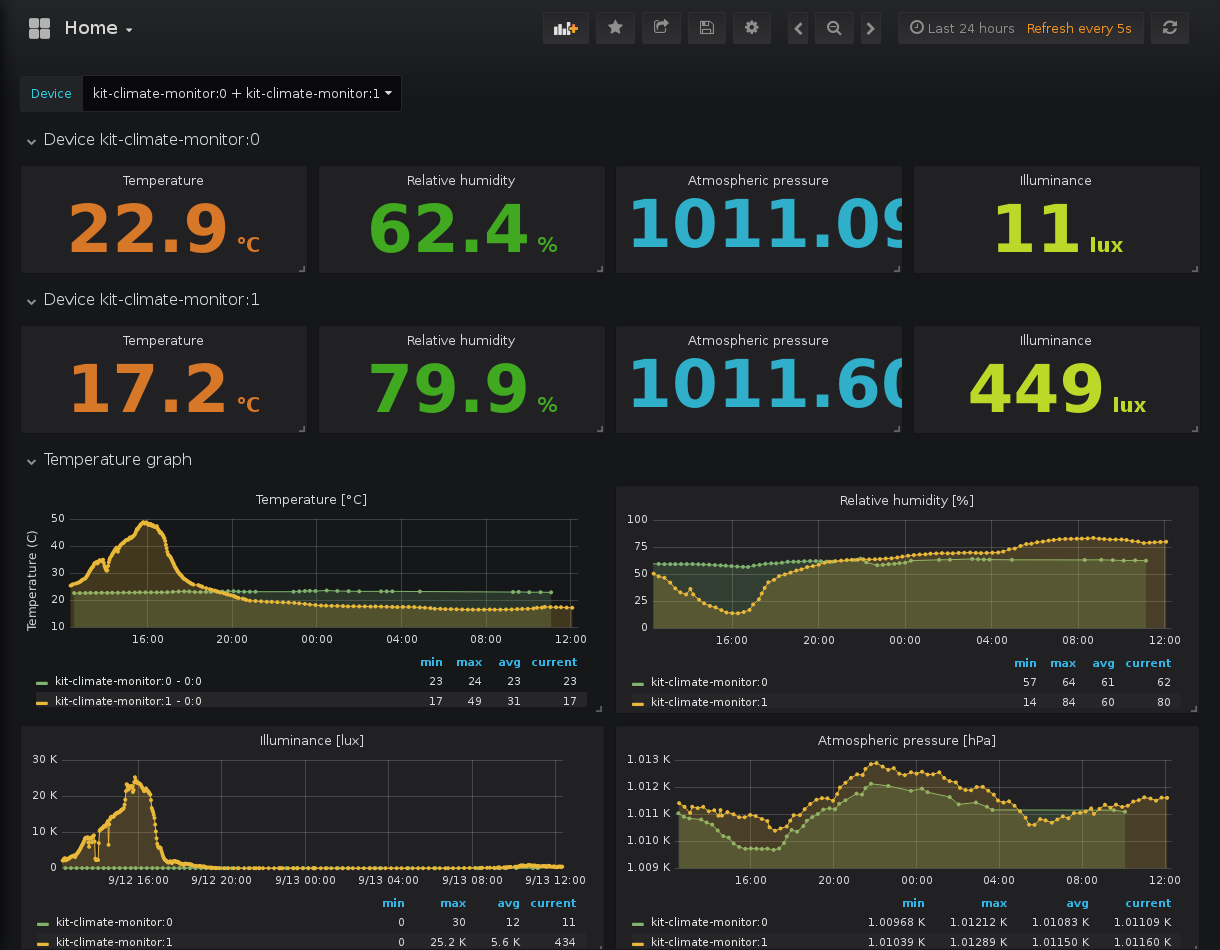 Home
Last 24 hours Refresh every 5s
Device kit-climate-monitor:0 + kit-climate-monitor:1
Device kit-climate-monitor:0
Temperature Relative humidity Atmospheric pressure Illuminance
22.9 °C 62.4 % 1011.09 11 lux
Device kit-climate-monitor:1
Temperature Relative humidity Atmospheric pressure Illuminance
17.2 °C 79.9 % 1011.60 449 lux
Temperature graph
Temperature [°C]
Temperature (C)
50
40
30
20
10
16:00 20:00 00:00 04:00 08:00 12:00
min max avg current
kit-climate-monitor:0 - 0:0 23 24 23 23
kit-climate-monitor:1 - 0:0 17 49 31 17
Relative humidity [%]
100
75
50
25
0
16:00 20:00 00:00 04:00 08:00 12:00
min max avg current
kit-climate-monitor:0 57 64 61 62
kit-climate-monitor:1 14 84 60 80
Illuminance [lux]
30 K
20 K
10 K
0
9/12 16:00 9/12 20:00 9/13 00:00 9/13 04:00 9/13 08:00 9/13 12:00
min max avg current
kit-climate-monitor:0 0 30 12 11
kit-climate-monitor:1 0 25.2 K 5.6 K 434
Atmospheric pressure [hPa]
1.013 K
1.012 K
1.011 K
1.010 K
1.009 K
16:00 20:00 00:00 04:00 08:00 12:00
min max avg current
kit-climate-monitor:0 1.00968 K 1.01212 K 1.01083 K 1.01109 K
kit-climate-monitor:1 1.01039 K 1.01289 K 1.01150 K 1.01160 K